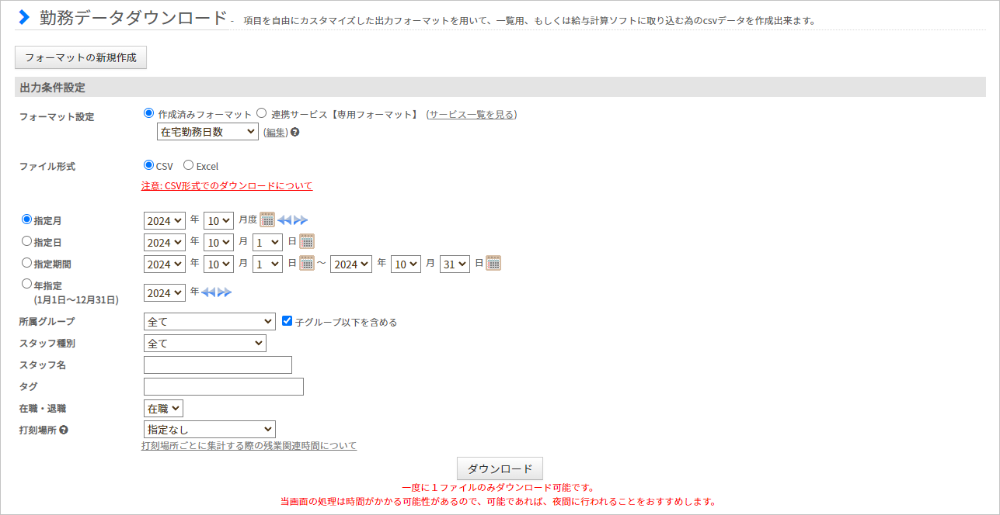 勤務データダウンロード - 項目を自由にカスタマイズした出力フォーマットを用いて、一覧用、もしくは給与計算ソフトに取り込む為のcsvデータを作成出来ます。
フォーマットの新規作成
出力条件設定
フォーマット設定 作成済みフォーマット 連携サービス【専用フォーマット】 (サービス一覧を見る)
在宅勤務日数 (編集) ?
ファイル形式 CSV Excel
注意: CSV形式でのダウンロードについて
指定月 2024 年 10 月度
指定日 2024 年 10 月 1 日
指定期間 2024 年 10 月 1 日 ～ 2024 年 10 月 31 日
年指定
(1月1日～12月31日) 2024 年
所属グループ 全て 子グループ以下を含める
スタッフ種別 全て
スタッフ名
タグ
在職・退職 在職
打刻場所 ? 指定なし
打刻場所ごとに集計する際の残業関連時間について
ダウンロード
一度に１ファイルのみダウンロード可能です。
当画面の処理は時間がかかる可能性があるので、可能であれば、夜間に行われることをおすすめします。